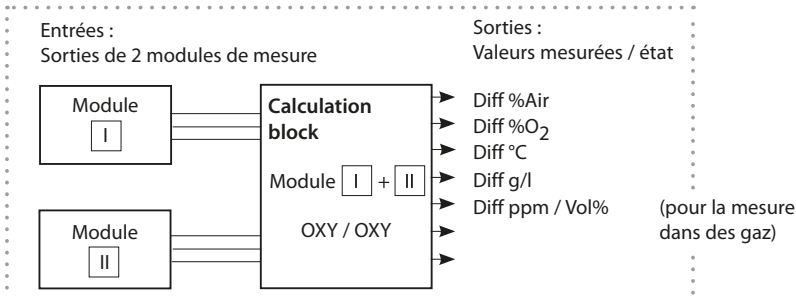 Entrées :
Sorties de 2 modules de mesure
Sorties :
Valeurs mesurées / état
Module
I
Module
II
Calculation
block
Module I + II
OXY / OXY
Diff %Air
Diff %O2
Diff °C
Diff g/l
Diff ppm / Vol% (pour la mesure
dans des gaz)